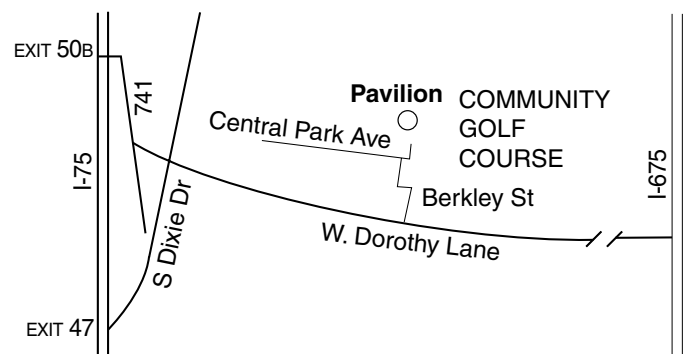 EXIT 50B
741
I-75
Pavilion
COMMUNITY
GOLF
COURSE
Central Park Ave
Berkley St
I-675
S Dixie Dr
W. Dorothy Lane
EXIT 47